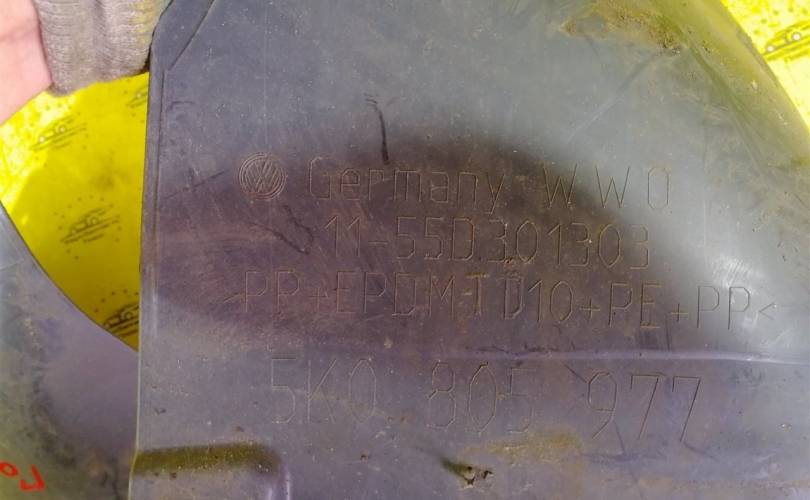 Germany W W O
11-55D.301303
>PP+EPDM-TD10+PE+PP<
5K0 805 977